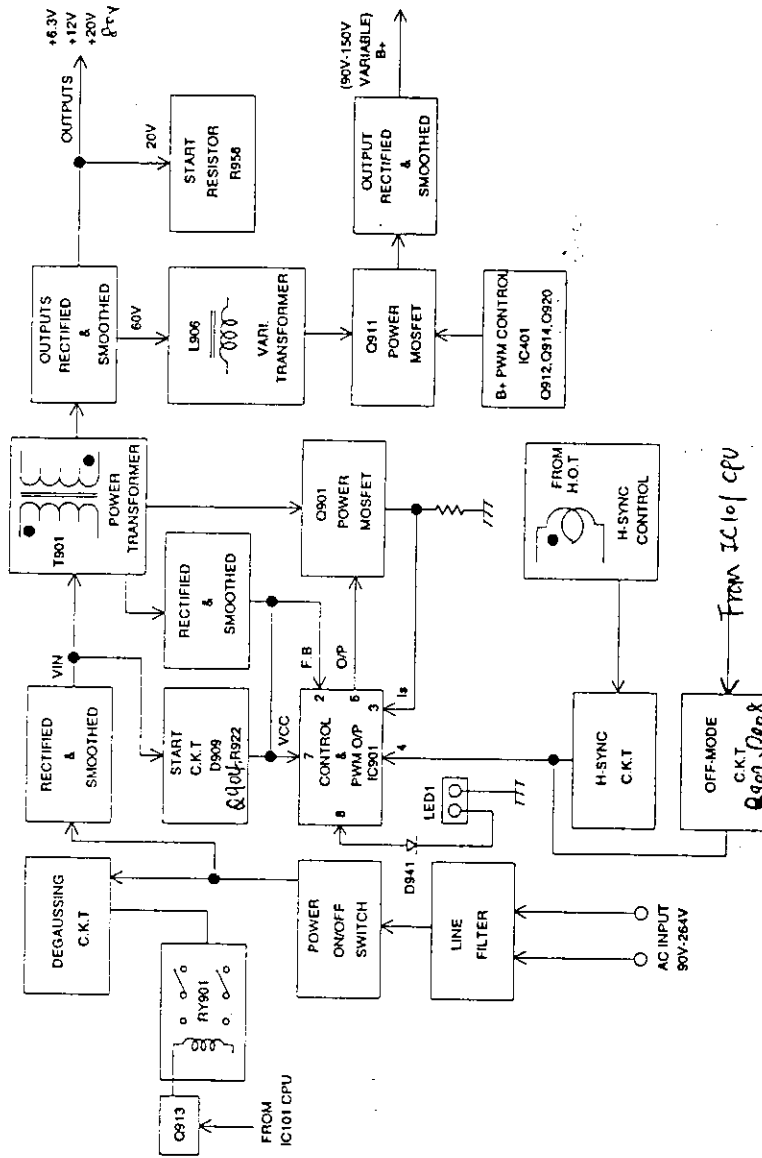 AC INPUT
90V-264V
LINE
FILTER
POWER
ON/OFF
SWITCH
DEGAUSSING
C.K.T
RY901
Q913
FROM
IC101 CPU
RECTIFIED
&
SMOOTHED
VIN
START
C.K.T
D909
Q904,R922
VCC
7
2
F.B
5
O/P
3
Is
4
8
CONTROL
&
PWM O/P
IC901
D941
LED1
T901
POWER
TRANSFORMER
RECTIFIED
&
SMOOTHED
Q901
POWER
MOSFET
FROM
H.O.T
H-SYNC
CONTROL
H-SYNC
C.K.T
OFF-MODE
C.K.T
From IC101 CPU
OUTPUTS
RECTIFIED
&
SMOOTHED
OUTPUTS
+6.3V
+12V
+20V
20V
START
RESISTOR
R958
60V
L906
VARI.
TRANSFORMER
Q911
POWER
MOSFET
B+ PWM CONTROL
IC401
Q912,Q914,Q920
OUTPUT
RECTIFIED
&
SMOOTHED
(90V-150V
VARIABLE)
B+